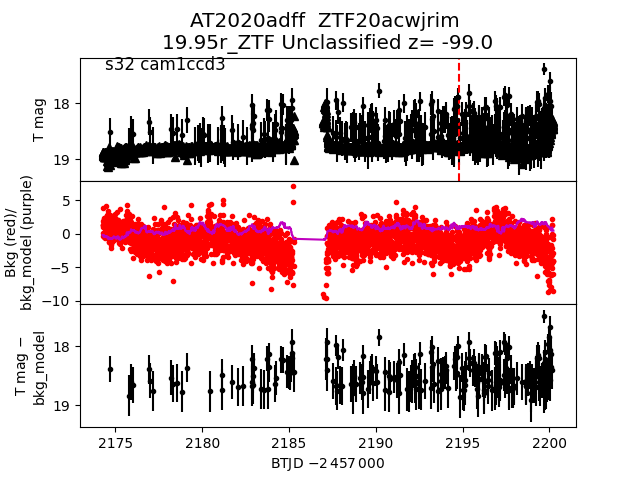 AT2020adff  ZTF20acwjrim
19.95r_ZTF Unclassified z= -99.0
s32 cam1ccd3
T mag
18
19
Bkg (red)/
bkg_model (purple)
5
0
−5
−10
T mag −
bkg_model
18
19
2175
2180
2185
2190
2195
2200
BTJD −2 457 000